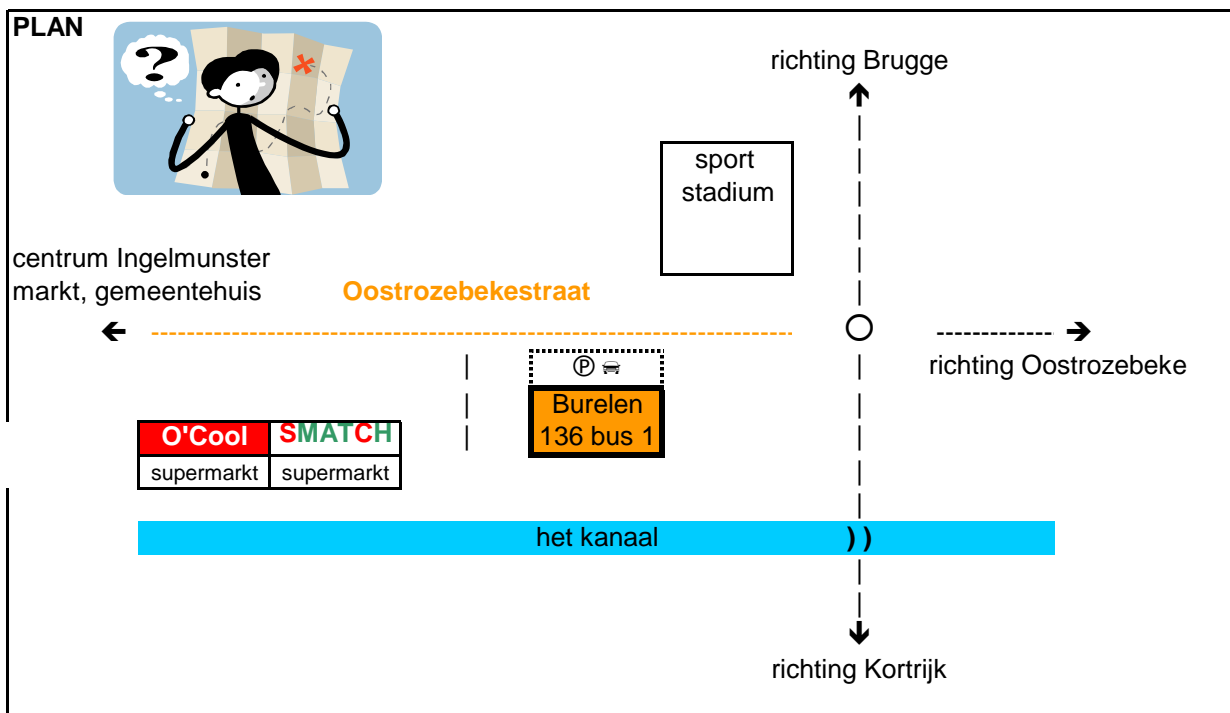 PLAN
?
richting Brugge
sport
stadium
centrum Ingelmunster
markt, gemeentehuis
Oostrozebekestraat
richting Oostrozebeke
P
Burelen
136 bus 1
O'Cool
SMATCH
supermarkt
supermarkt
het kanaal
richting Kortrijk